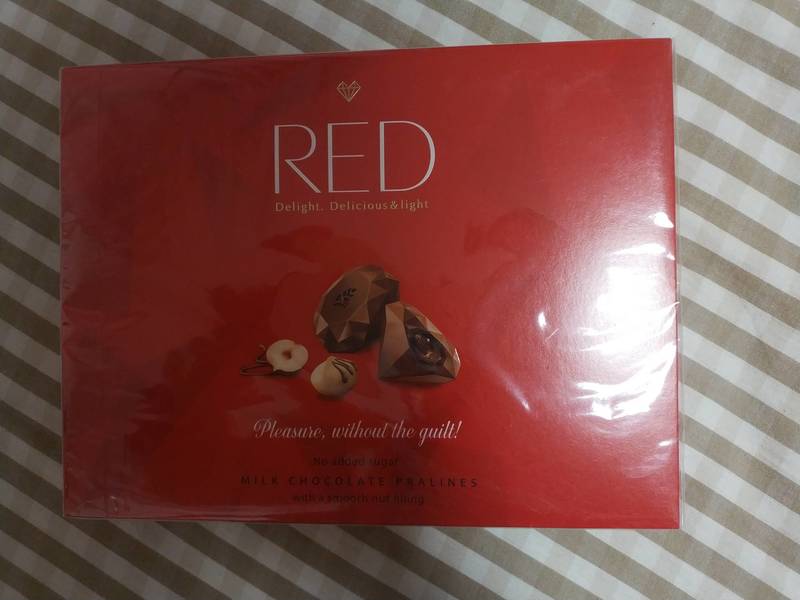 RED
Delight. Delicious & light
Pleasure, without the guilt!
No added sugar
MILK CHOCOLATE PRALINES
with a smooth nut filling